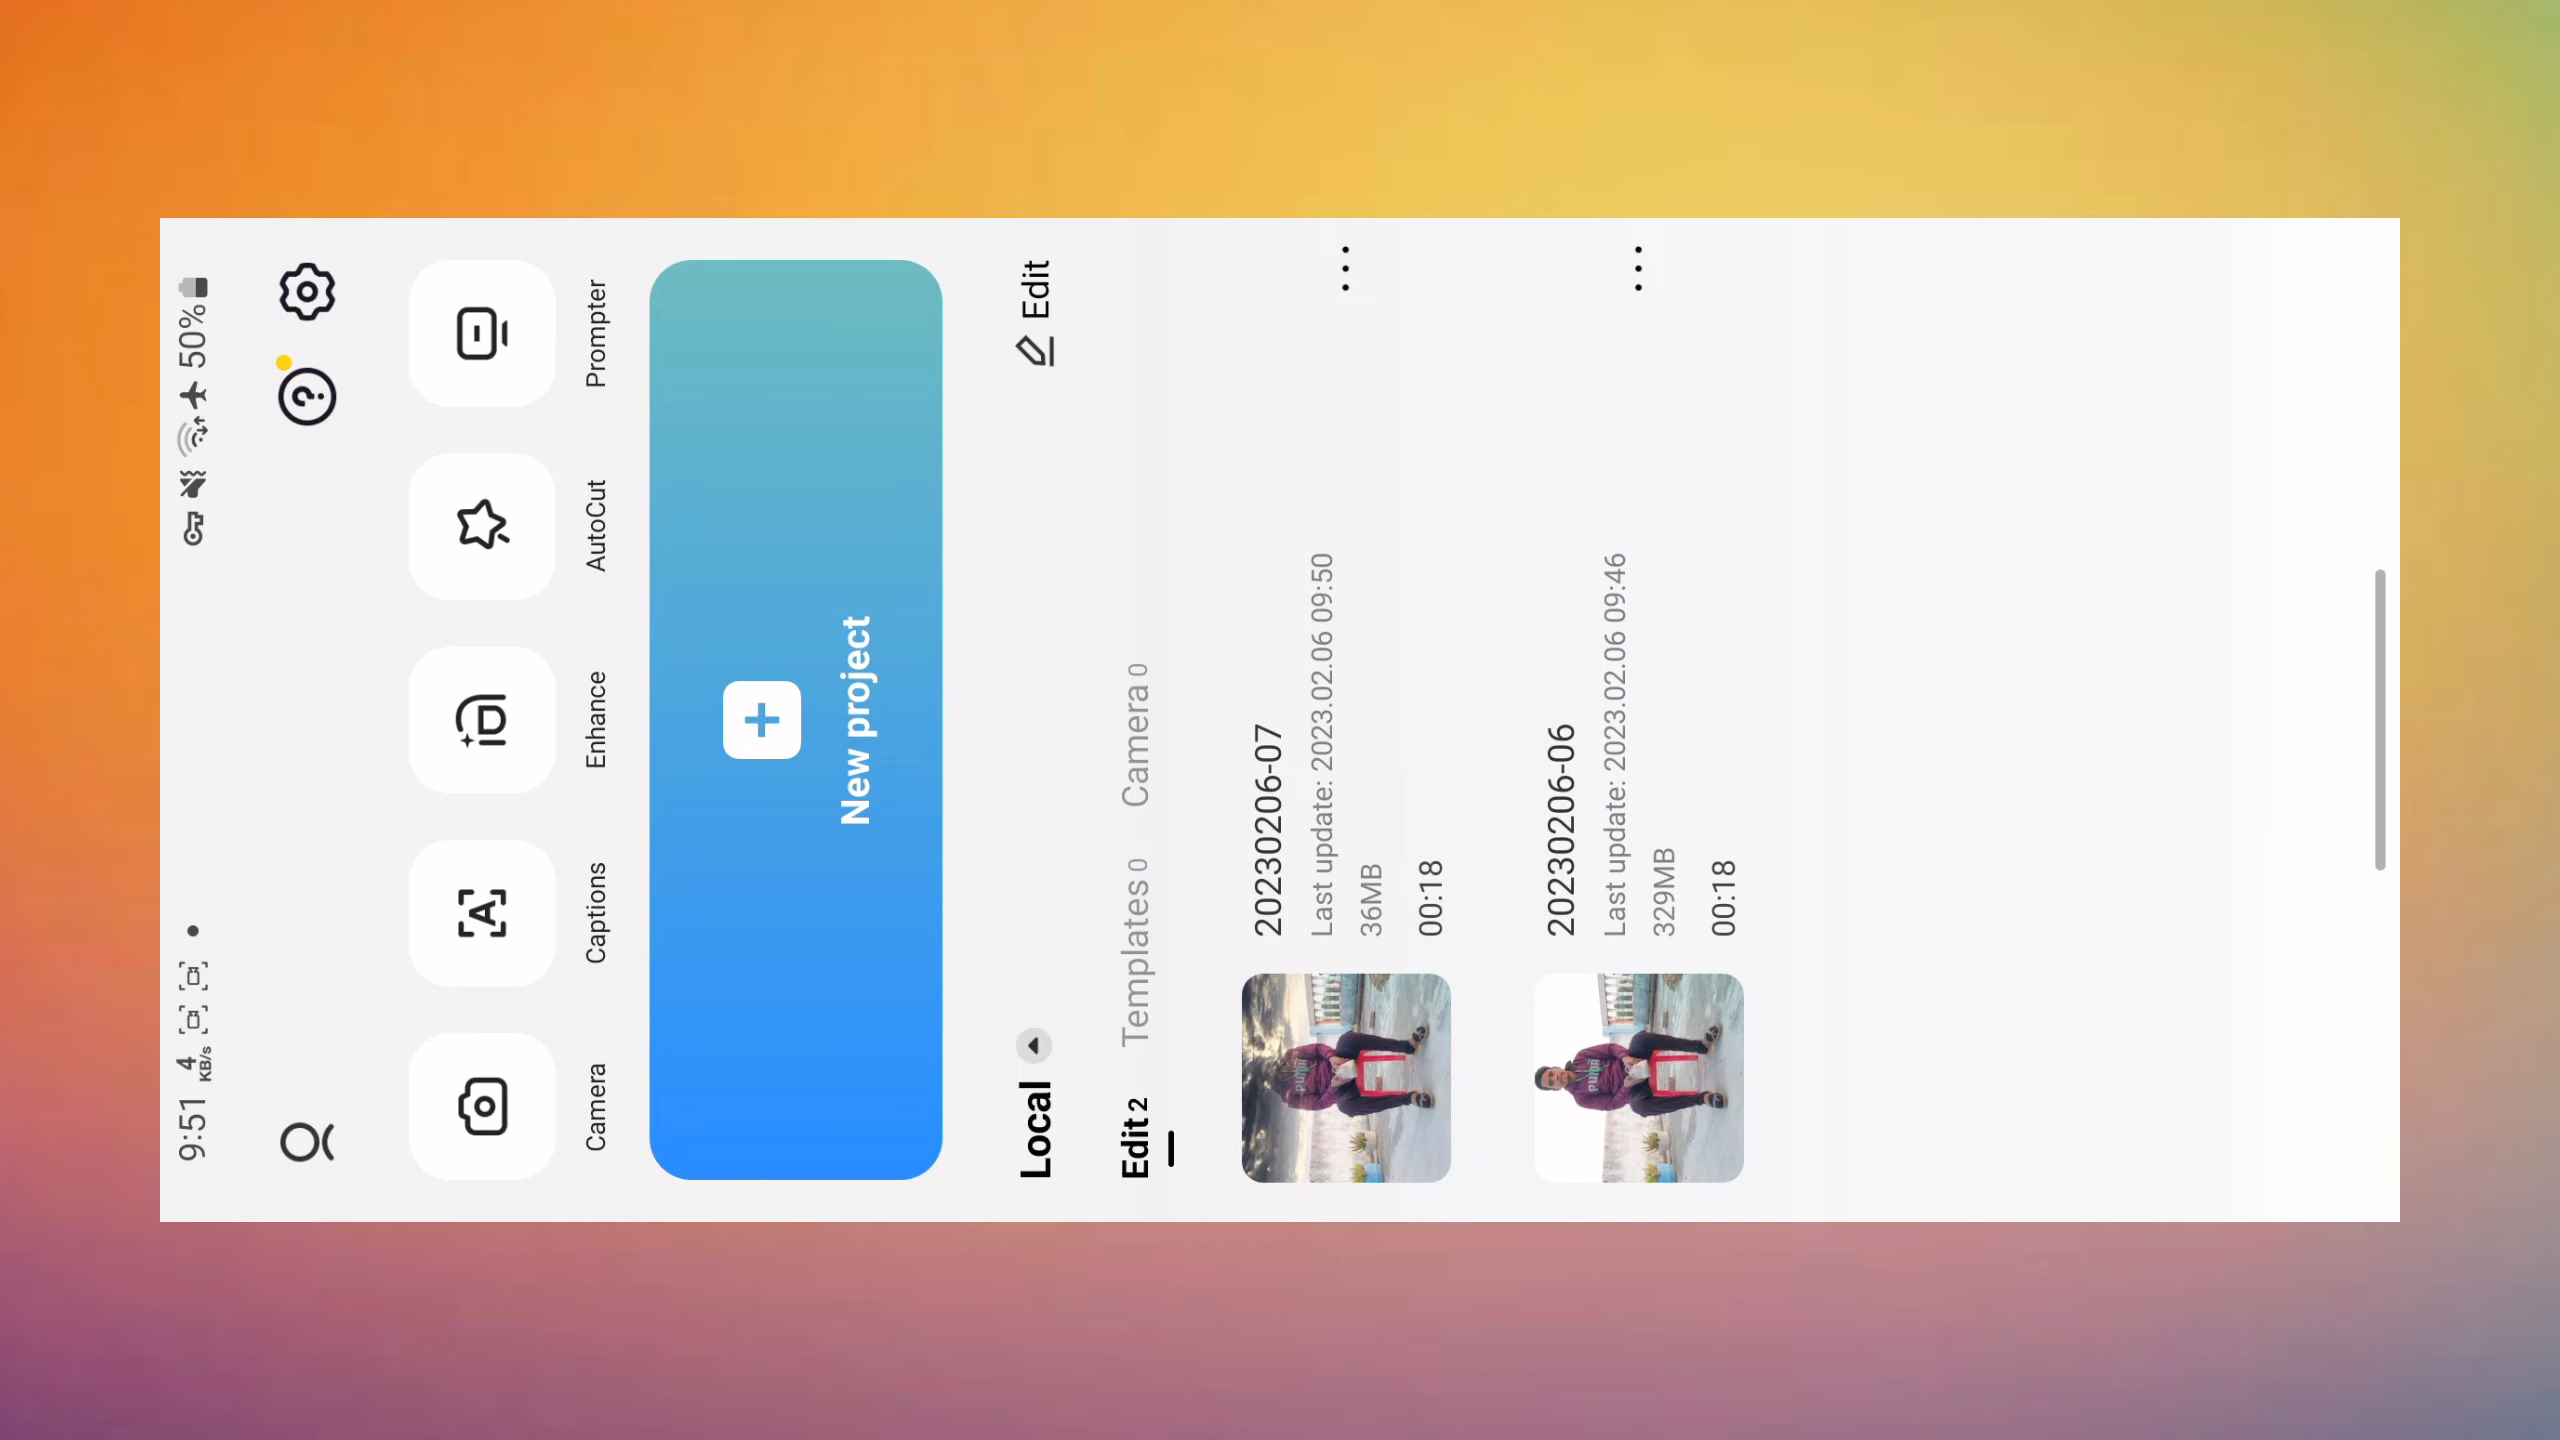 9:51 4 KB/s 50%
Camera Captions Enhance AutoCut Prompter
New project
Local Edit
Edit 2 Templates 0 Camera 0
20230206-07
Last update: 2023.02.06 09:50
36MB
00:18
20230206-06
Last update: 2023.02.06 09:46
329MB
00:18
PUMA
PUMA